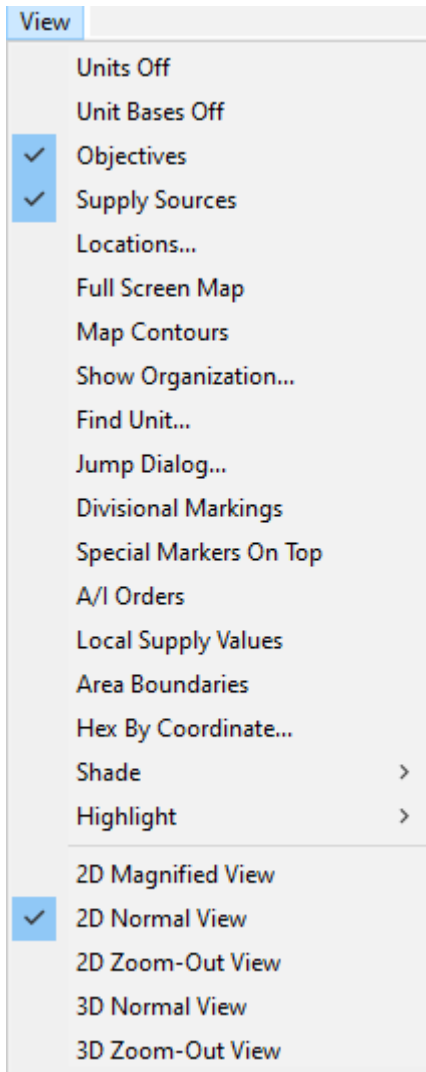 View
Units Off
Unit Bases Off
Objectives
Supply Sources
Locations...
Full Screen Map
Map Contours
Show Organization...
Find Unit...
Jump Dialog...
Divisional Markings
Special Markers On Top
A/I Orders
Local Supply Values
Area Boundaries
Hex By Coordinate...
Shade
Highlight
2D Magnified View
2D Normal View
2D Zoom-Out View
3D Normal View
3D Zoom-Out View